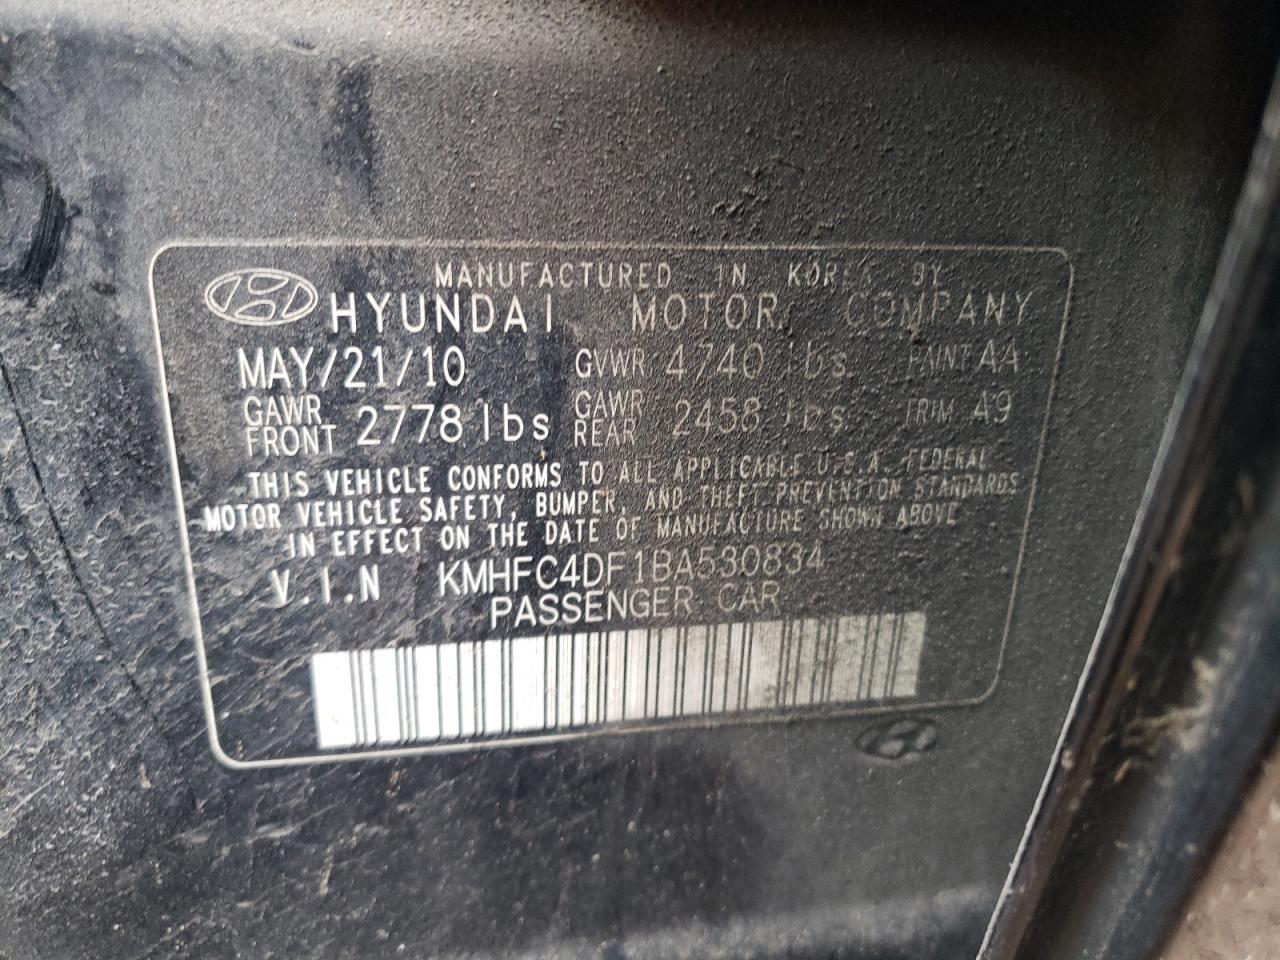 MANUFACTURED IN KOREA BY
HYUNDAI MOTOR COMPANY
MAY/21/10 GVWR 4740 lbs PAINT AA
GAWR FRONT 2778 lbs GAWR REAR 2458 lbs TRIM A9
THIS VEHICLE CONFORMS TO ALL APPLICABLE U.S.A. FEDERAL
MOTOR VEHICLE SAFETY, BUMPER, AND THEFT PREVENTION STANDARDS
IN EFFECT ON THE DATE OF MANUFACTURE SHOWN ABOVE
V.I.N KMHFC4DF1BA530834
PASSENGER CAR